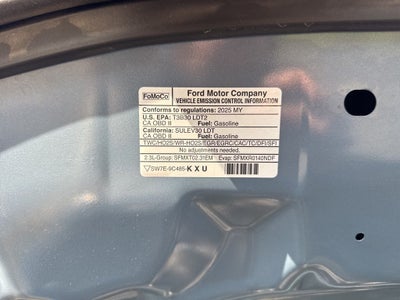 FoMoCo
Ford Motor Company
VEHICLE EMISSION CONTROL INFORMATION
Conforms to regulations: 2025 MY
U.S. EPA: T3B30 LDT2
CA OBD II Fuel: Gasoline
California: SULEV30 LDT
CA OBD II Fuel: Gasoline
TWC/HO2S/WR-HO2S/EGR/EGRC/CAC/TC/DFI/SFI
No adjustments needed.
2.3L-Group: SFMXT02.31EM Evap: SFMXR0140NDF
SW7E-9C485-KXU